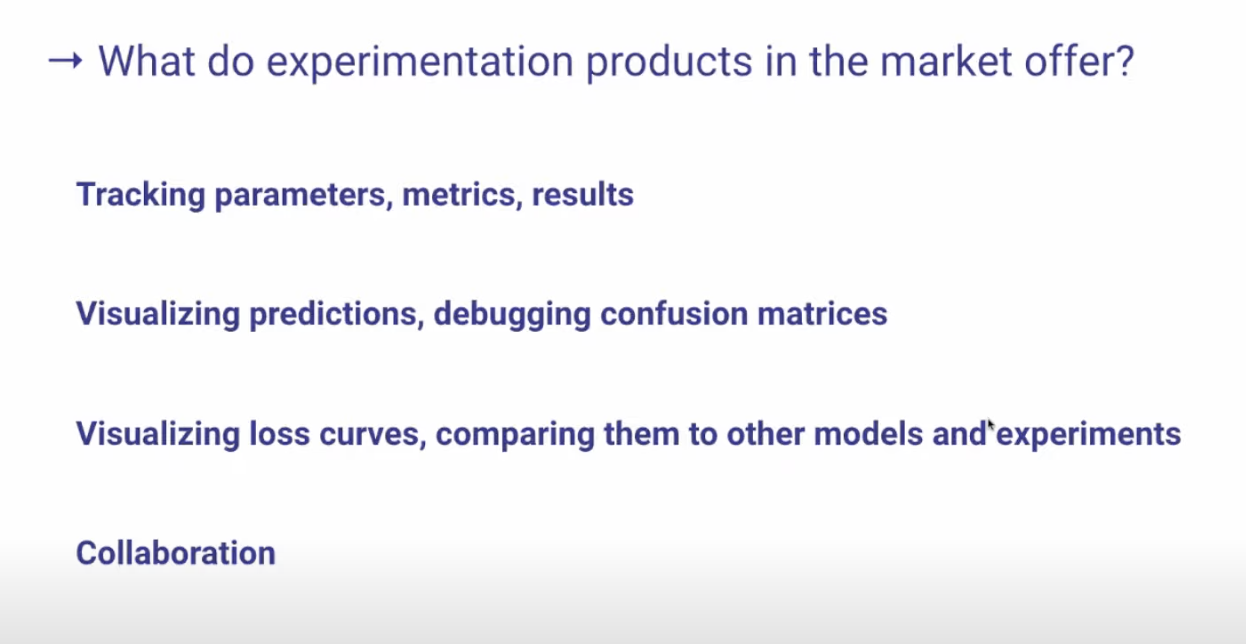 → What do experimentation products in the market offer?
Tracking parameters, metrics, results
Visualizing predictions, debugging confusion matrices
Visualizing loss curves, comparing them to other models and experiments
Collaboration